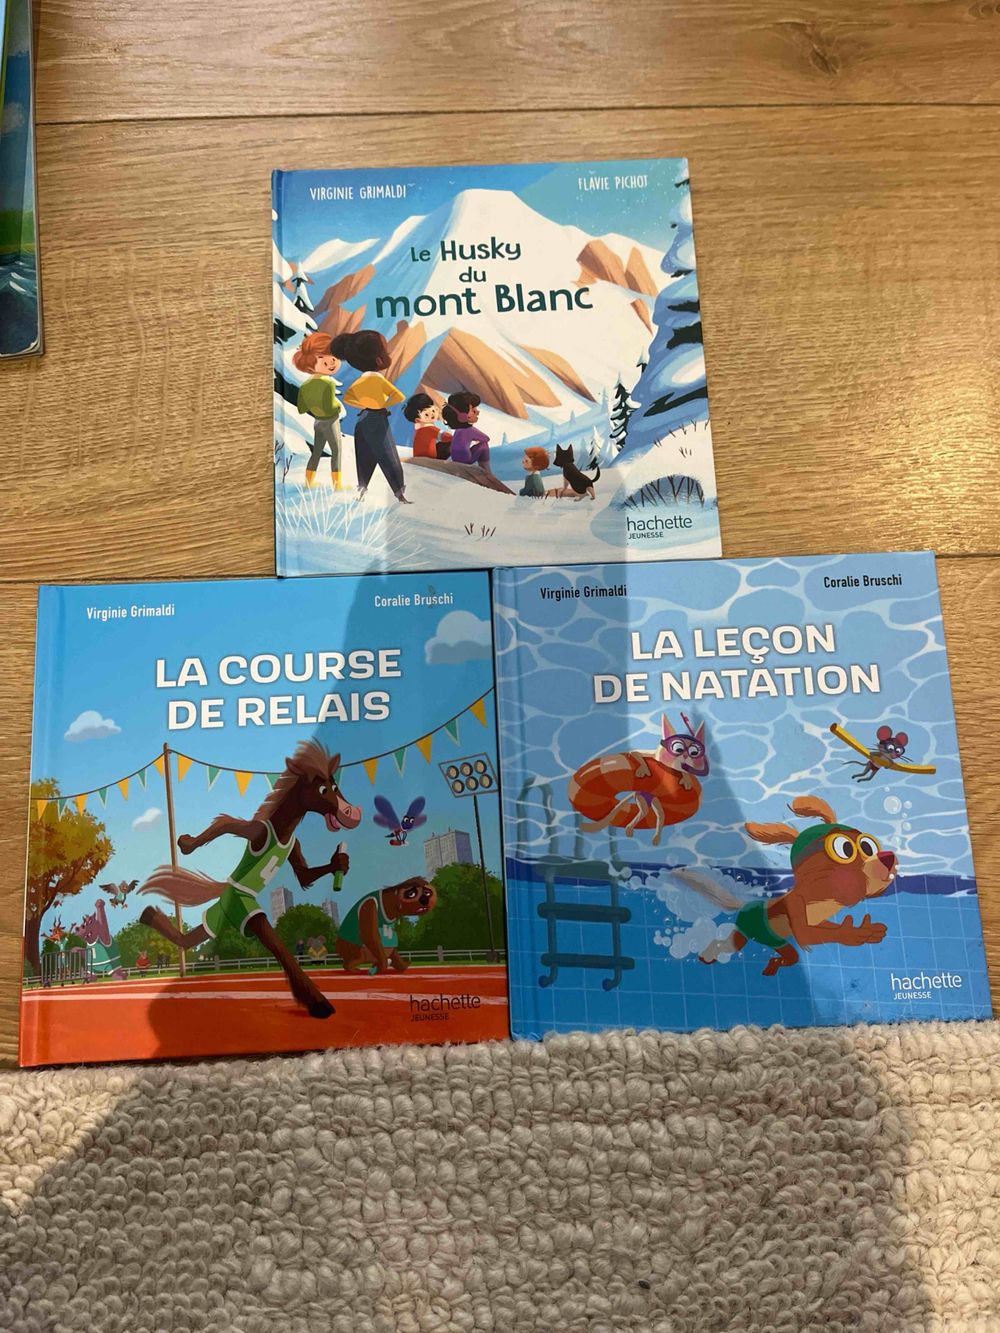 VIRGINIE GRIMALDI
FLAVIE PICHOT
Le Husky
du
mont Blanc
hachette
JEUNESSE
Virginie Grimaldi
Coralie Bruschi
LA COURSE
DE RELAIS
hachette
JEUNESSE
Virginie Grimaldi
Coralie Bruschi
LA LEÇON
DE NATATION
hachette
JEUNESSE